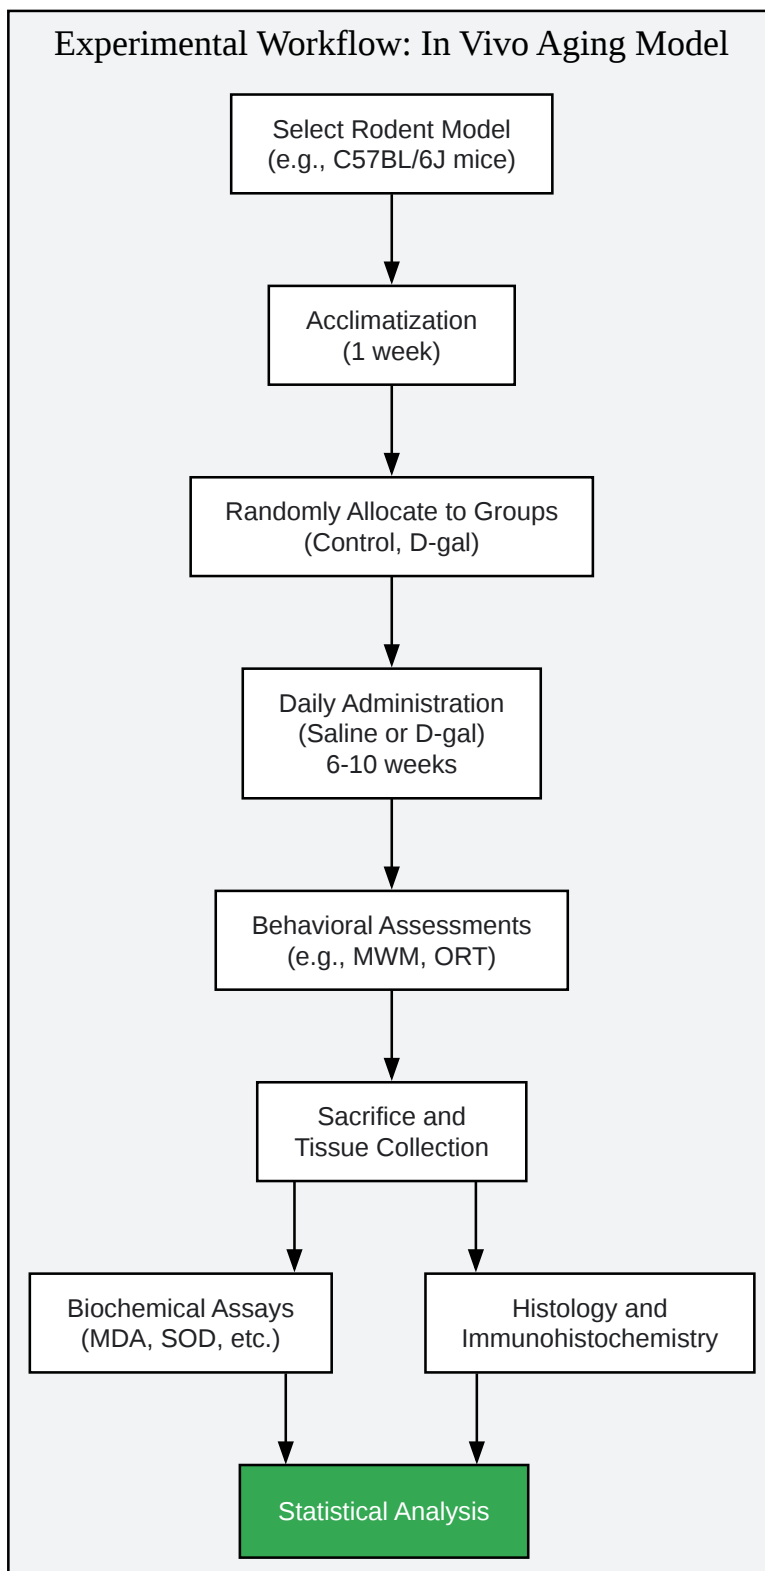 Experimental Workflow: In Vivo Aging Model
Select Rodent Model
(e.g., C57BL/6J mice)
Acclimatization
(1 week)
Randomly Allocate to Groups
(Control, D-gal)
Daily Administration
(Saline or D-gal)
6-10 weeks
Behavioral Assessments
(e.g., MWM, ORT)
Sacrifice and
Tissue Collection
Biochemical Assays
(MDA, SOD, etc.)
Histology and
Immunohistochemistry
Statistical Analysis